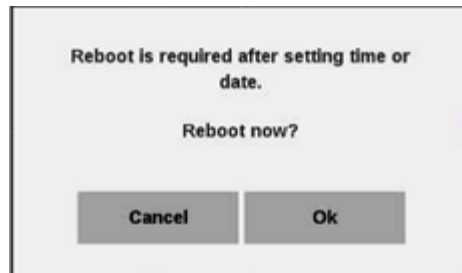 Reboot is required after setting time or
date.
Reboot now?
Cancel
Ok